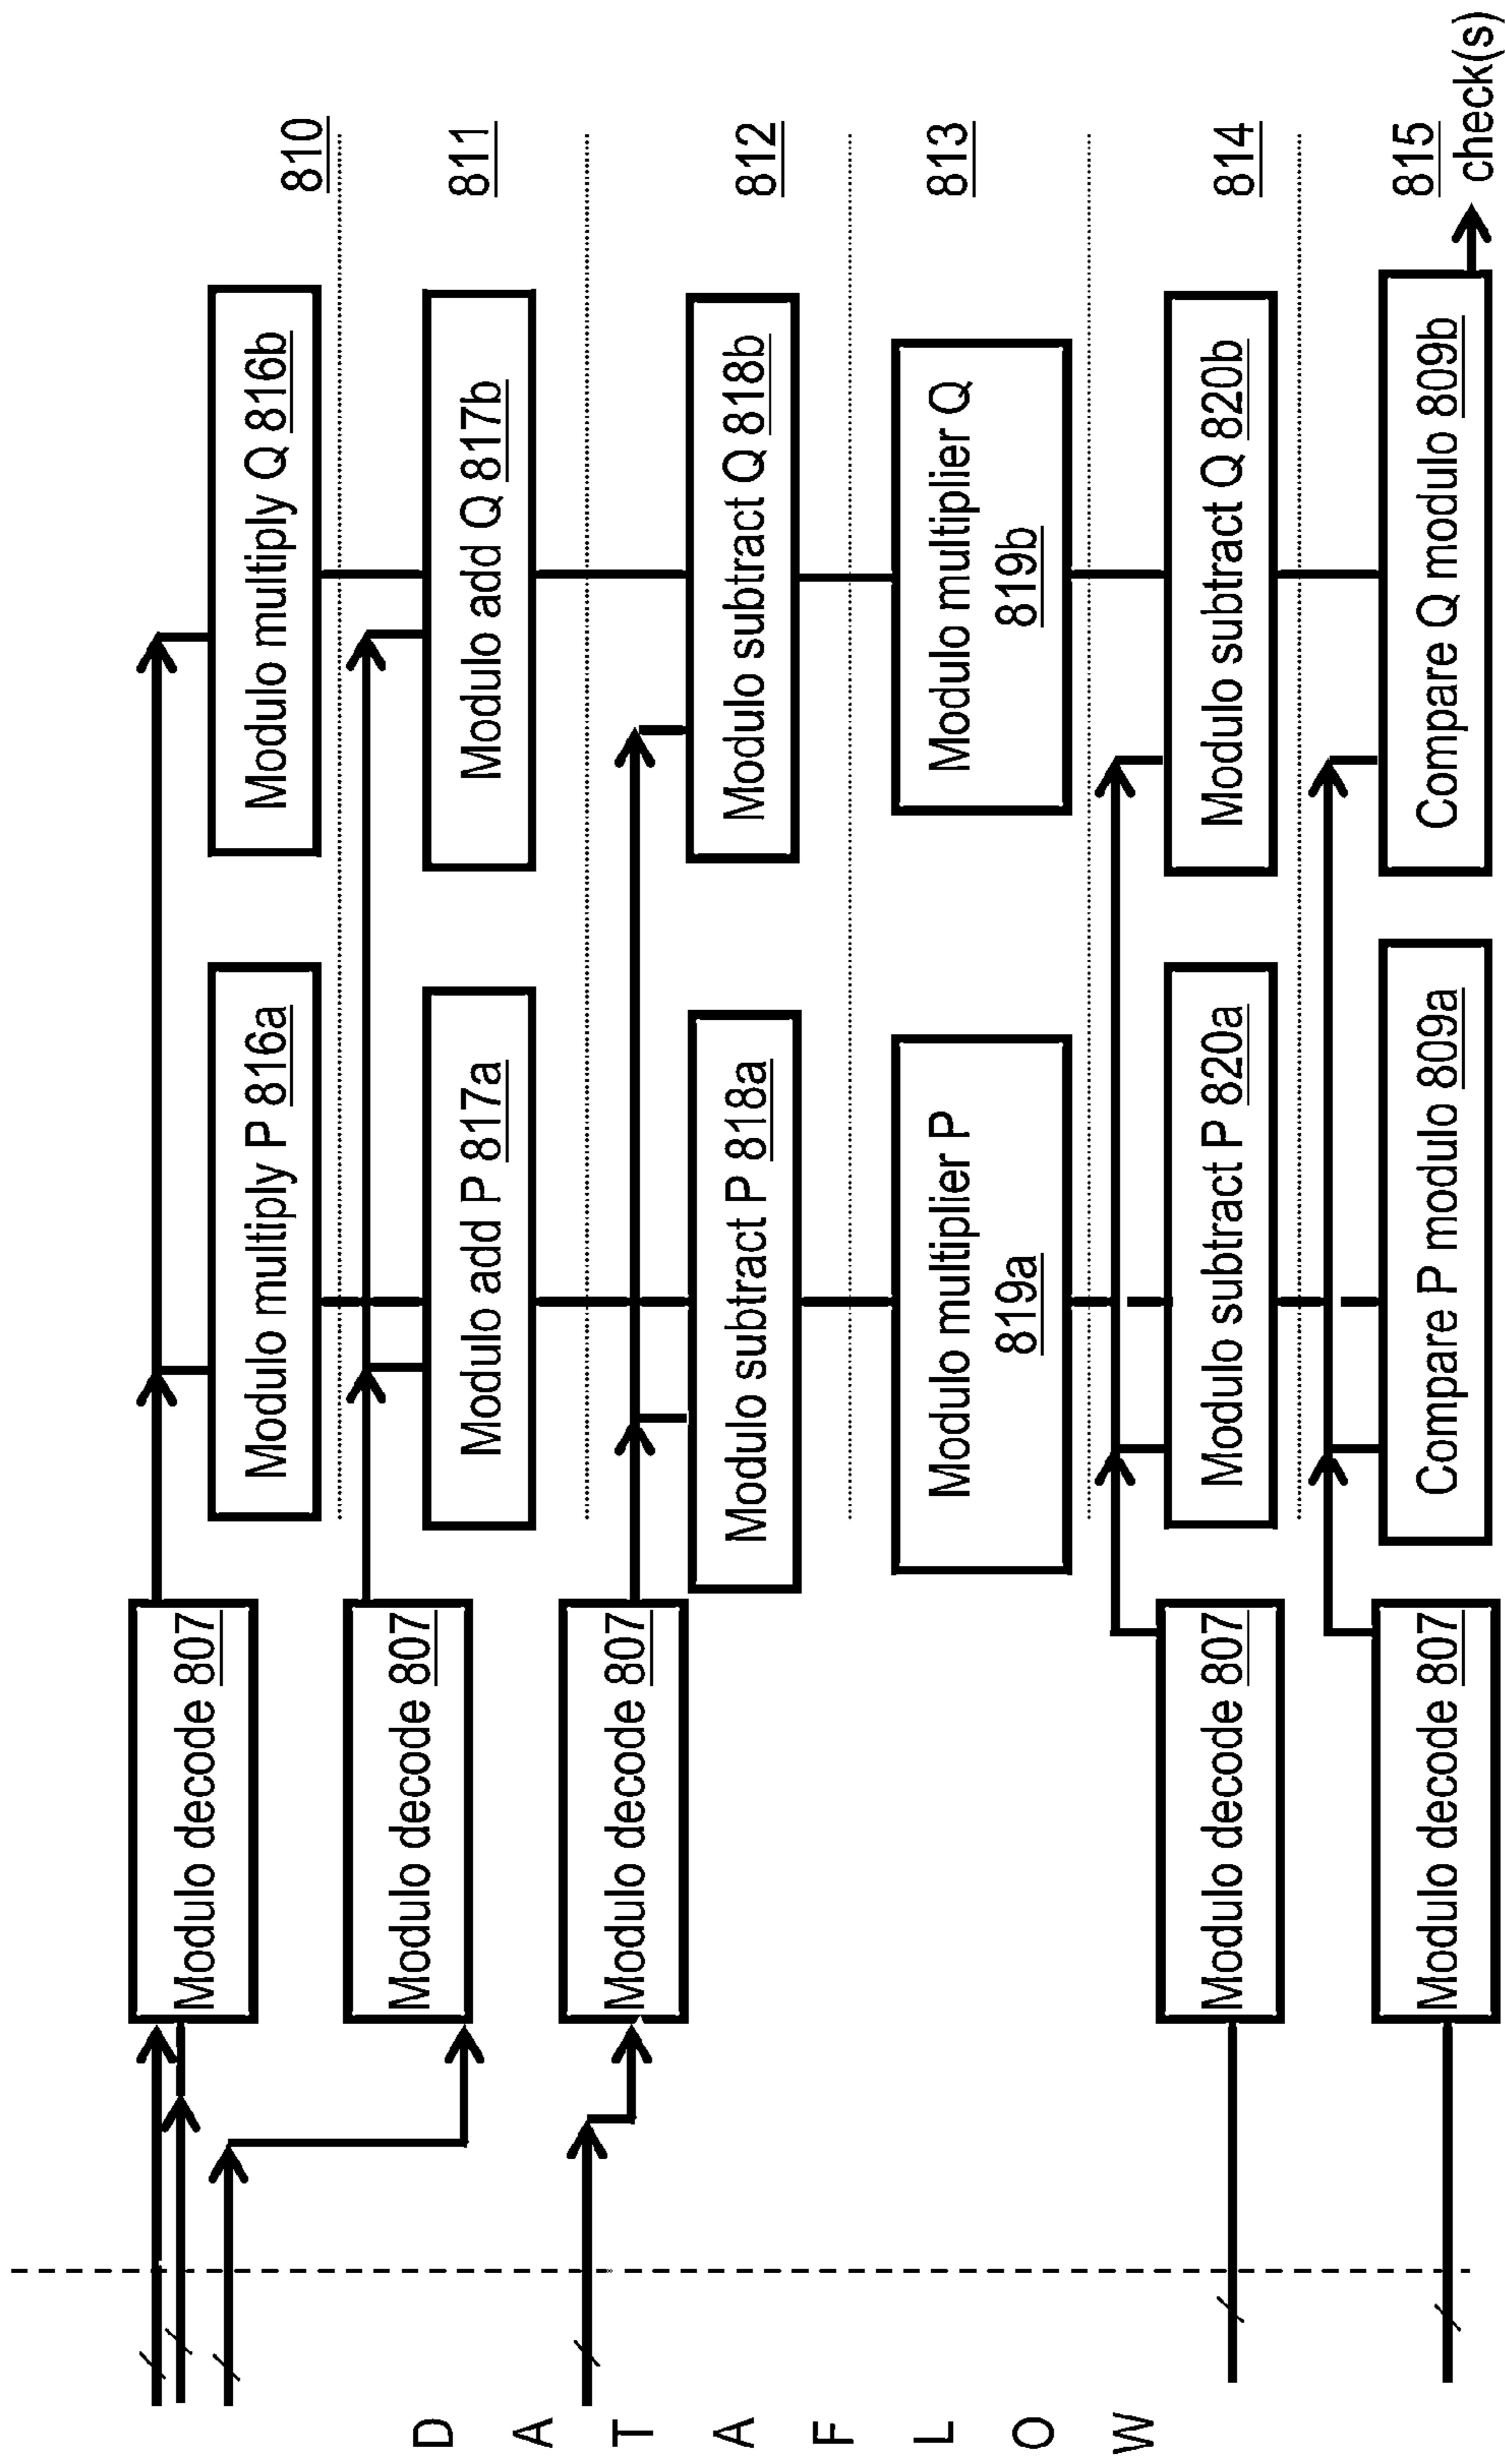 Modulo decode 807
Modulo multiply P 816a
Modulo multiply Q 816b
810
Modulo decode 807
Modulo add P 817a
Modulo add Q 817b
811
Modulo decode 807
Modulo subtract P 818a
Modulo subtract Q 818b
812
Modulo multiplier P
819a
Modulo multiplier Q
819b
813
Modulo decode 807
Modulo subtract P 820a
Modulo subtract Q 820b
814
Modulo decode 807
Compare P modulo 809a
Compare Q modulo 809b
815
check(s)
D A T A F L O W